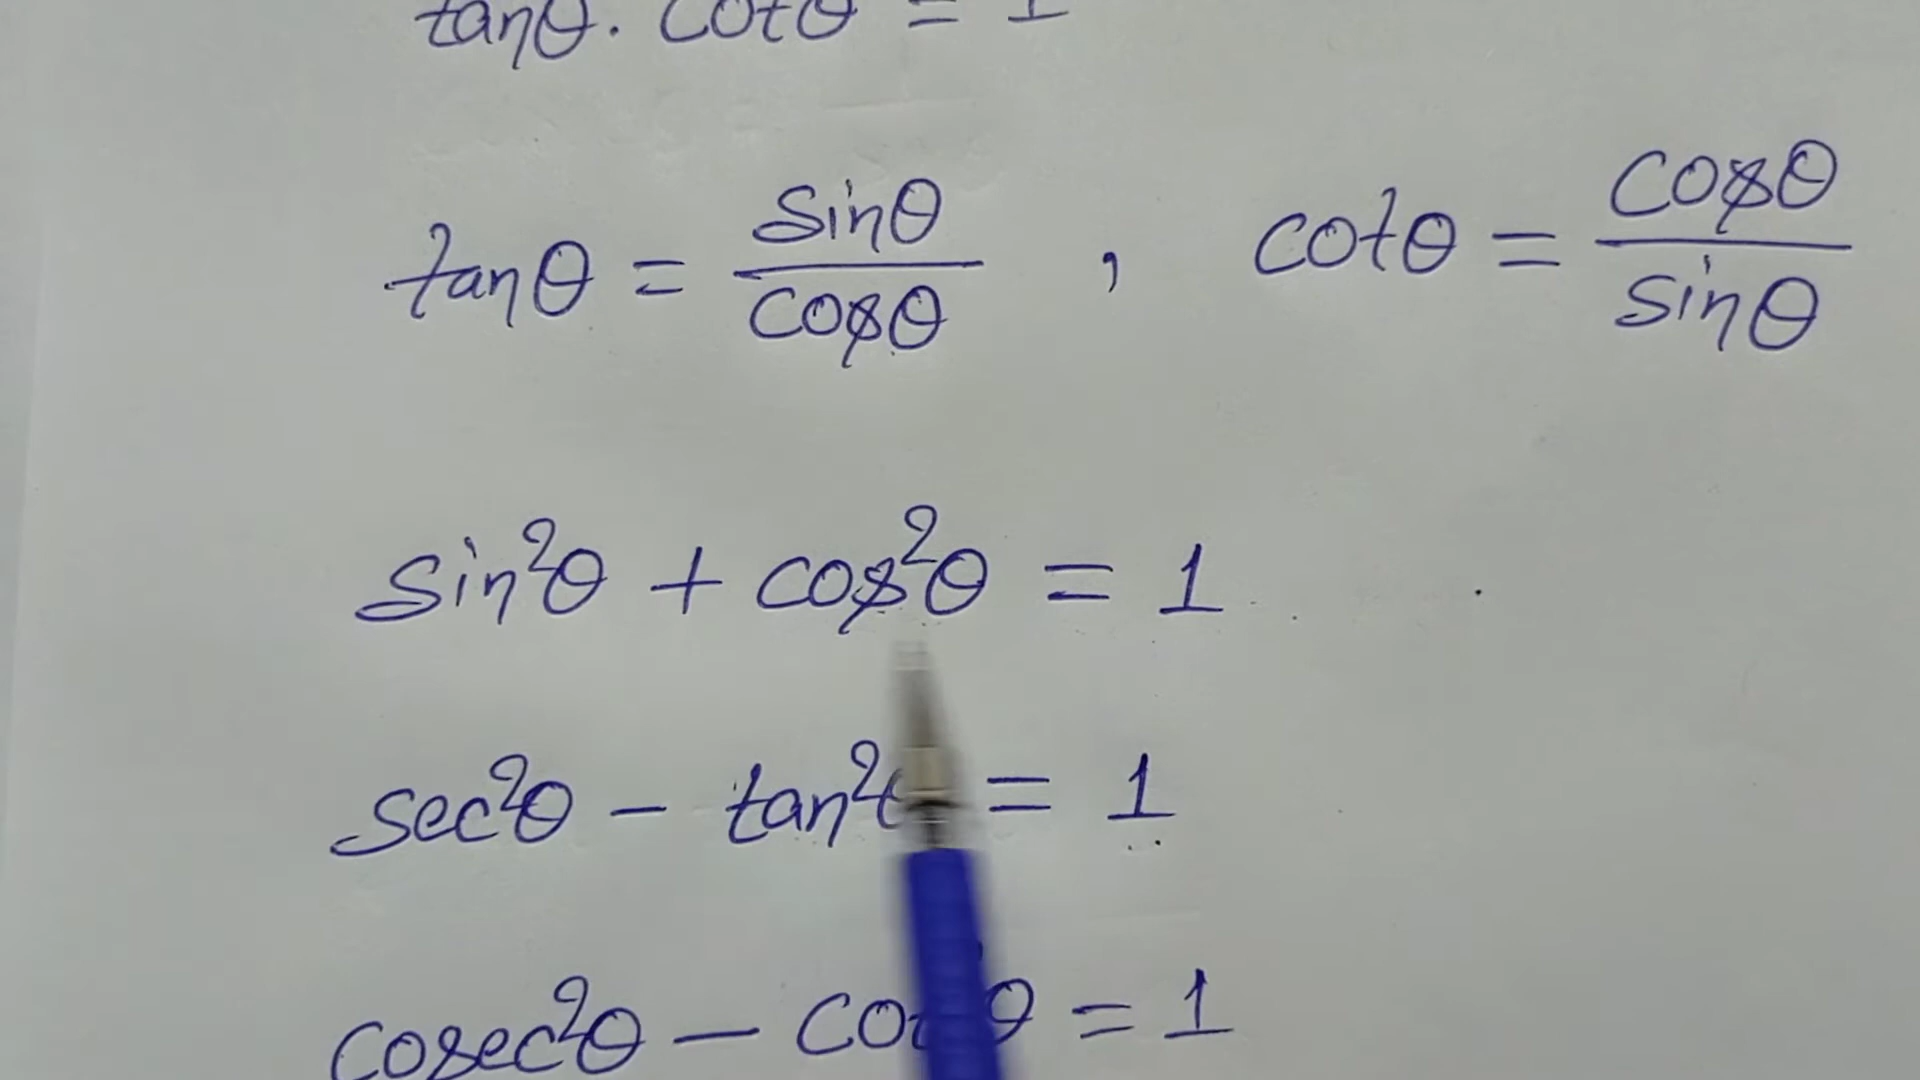 tanθ. cotθ = 1
tanθ = sinθ/cosθ , cotθ = cosθ/sinθ
sin²θ + cos²θ = 1
sec²θ - tan²θ = 1
cosec²θ - cot²θ = 1